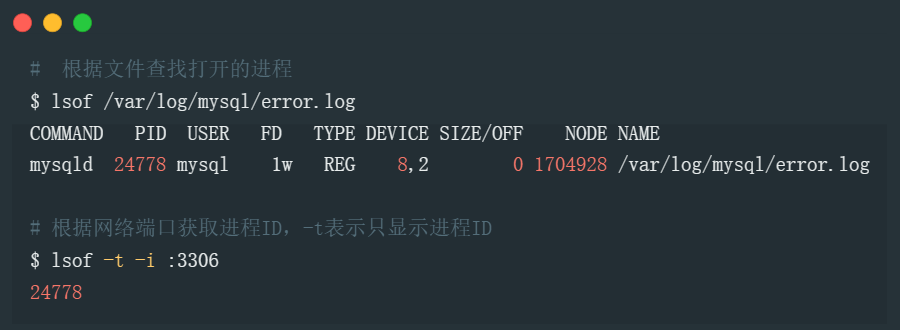 #  根据文件查找打开的进程
$ lsof /var/log/mysql/error.log
COMMAND   PID  USER   FD   TYPE DEVICE SIZE/OFF    NODE NAME
mysqld  24778 mysql    1w   REG    8,2        0 1704928 /var/log/mysql/error.log
# 根据网络端口获取进程ID，-t表示只显示进程ID
$ lsof -t -i :3306
24778